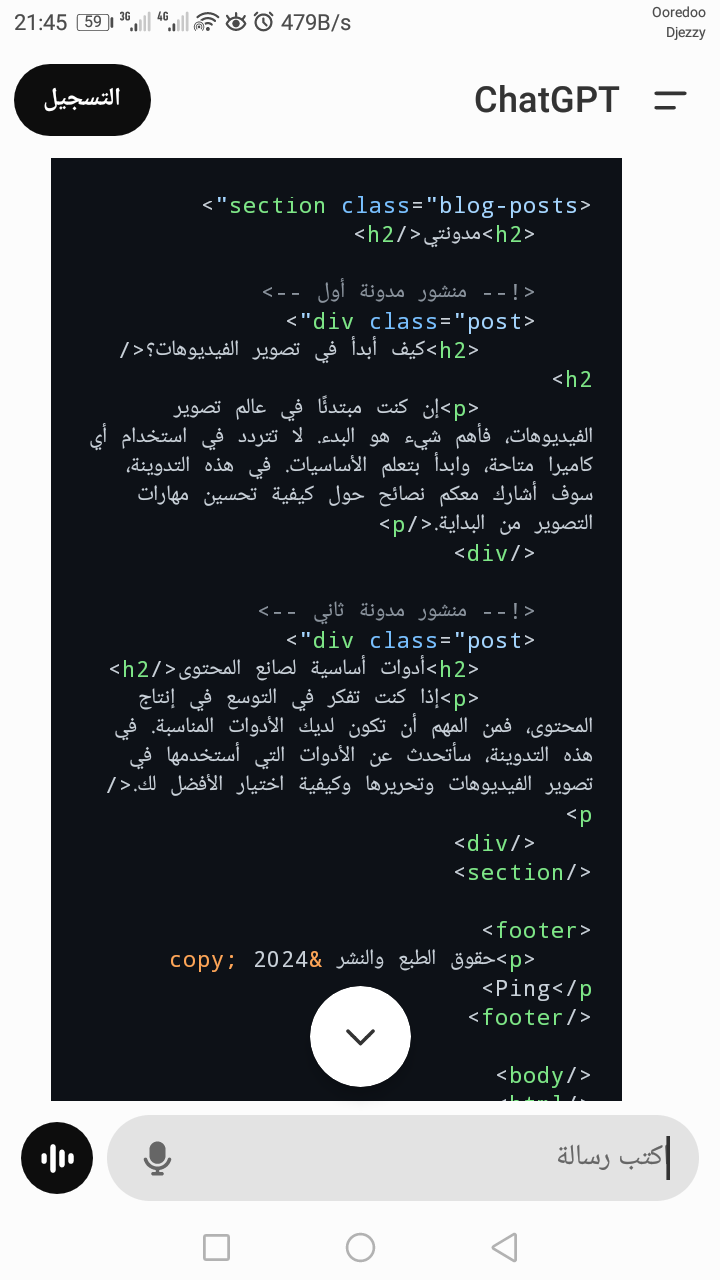 21:45 59 3G 4G 479B/s Ooredoo
Djezzy
التسجيل ChatGPT
<section class="blog-posts">
<h2>مدونتي</h2>
<!-- منشور مدونة أول -->
<div class="post">
<h2>كيف أبدأ في تصوير الفيديوهات؟</
h2>
<p>إن كنت مبتدئًا في عالم تصوير
الفيديوهات، فأهم شيء هو البدء. لا تتردد في استخدام أي
كاميرا متاحة، وابدأ بتعلم الأساسيات. في هذه التدوينة،
سوف أشارك معكم نصائح حول كيفية تحسين مهارات
التصوير من البداية.</p>
</div>
<!-- منشور مدونة ثاني -->
<div class="post">
<h2>أدوات أساسية لصانع المحتوى</h2>
<p>إذا كنت تفكر في التوسع في إنتاج
المحتوى، فمن المهم أن تكون لديك الأدوات المناسبة. في
هذه التدوينة، سأتحدث عن الأدوات التي أستخدمها في
تصوير الفيديوهات وتحريرها وكيفية اختيار الأفضل لك.</
p>
</div>
</section>
<footer>
<p>حقوق الطبع والنشر &copy; 2024
Ping</p>
</footer>
</body>
</html>
اكتب رسالة